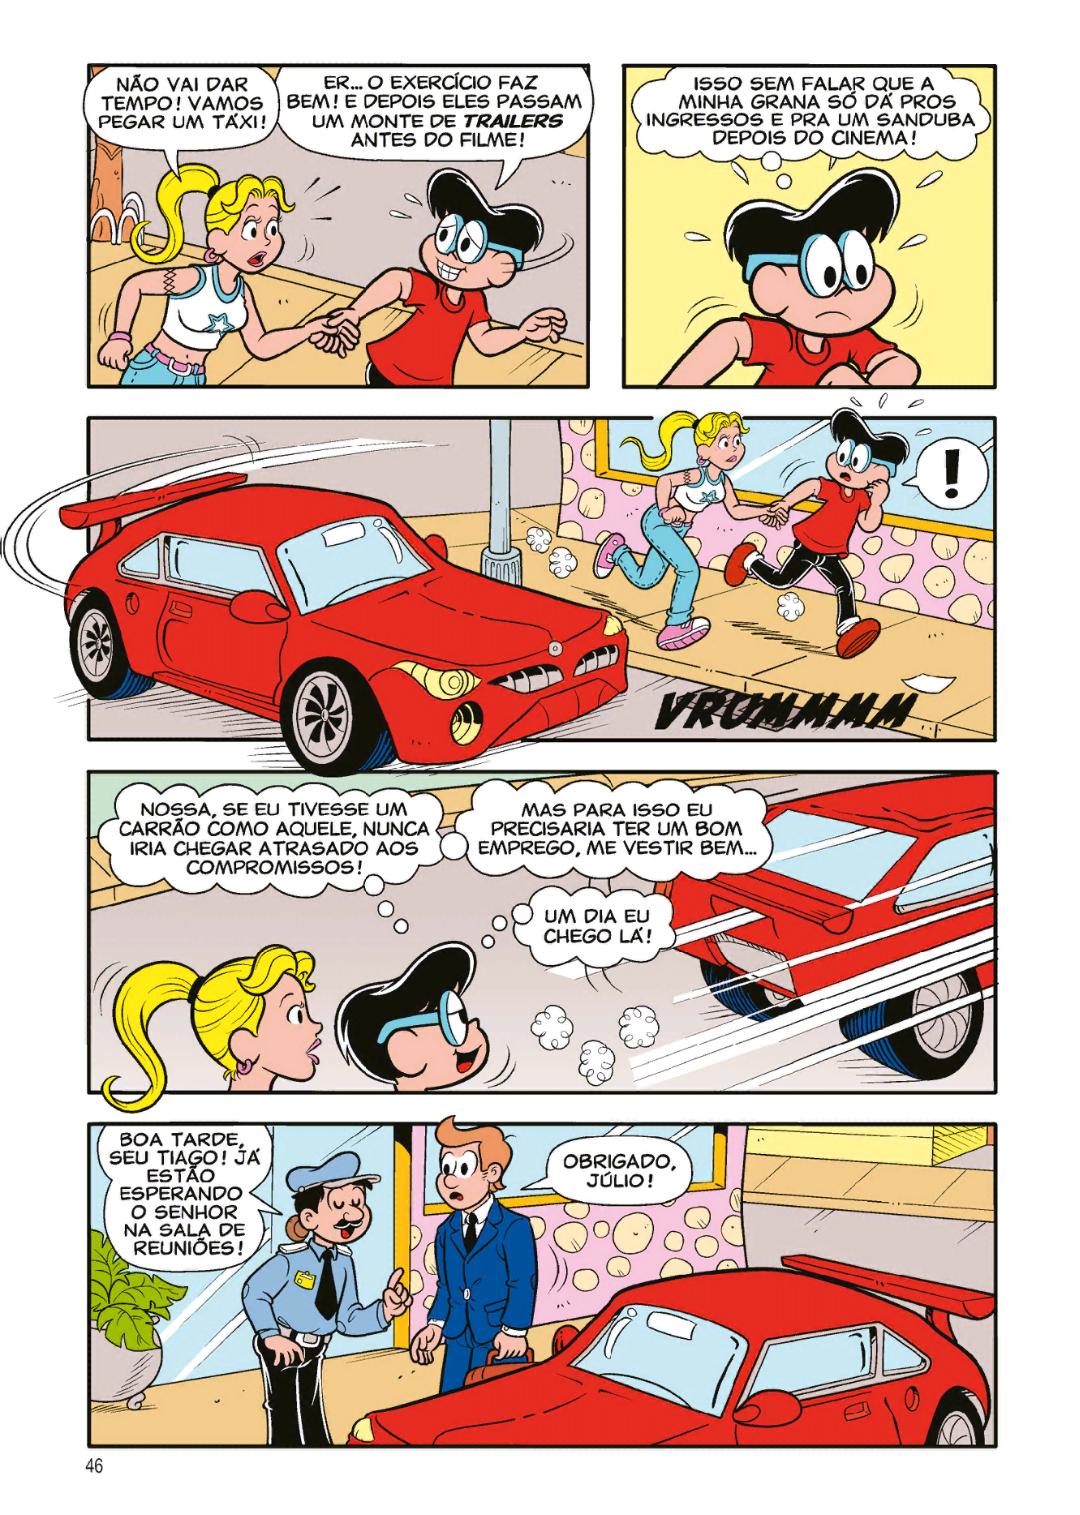 NÃO VAI DAR
TEMPO! VAMOS
PEGAR UM TÁXI!
ER... O EXERCÍCIO FAZ
BEM! E DEPOIS ELES PASSAM
UM MONTE DE TRAILERS
ANTES DO FILME!
ISSO SEM FALAR QUE A
MINHA GRANA SÓ DÁ PROS
INGRESSOS E PRA UM SANDUBA
DEPOIS DO CINEMA!
!
VRUMMMM
NOSSA, SE EU TIVESSE UM
CARRÃO COMO AQUELE, NUNCA
IRIA CHEGAR ATRASADO AOS
COMPROMISSOS!
MAS PARA ISSO EU
PRECISARIA TER UM BOM
EMPREGO, ME VESTIR BEM...
UM DIA EU
CHEGO LÁ!
BOA TARDE,
SEU TIAGO! JÁ
ESTÃO
ESPERANDO
O SENHOR
NA SALA DE
REUNIÕES!
OBRIGADO,
JÚLIO!
46